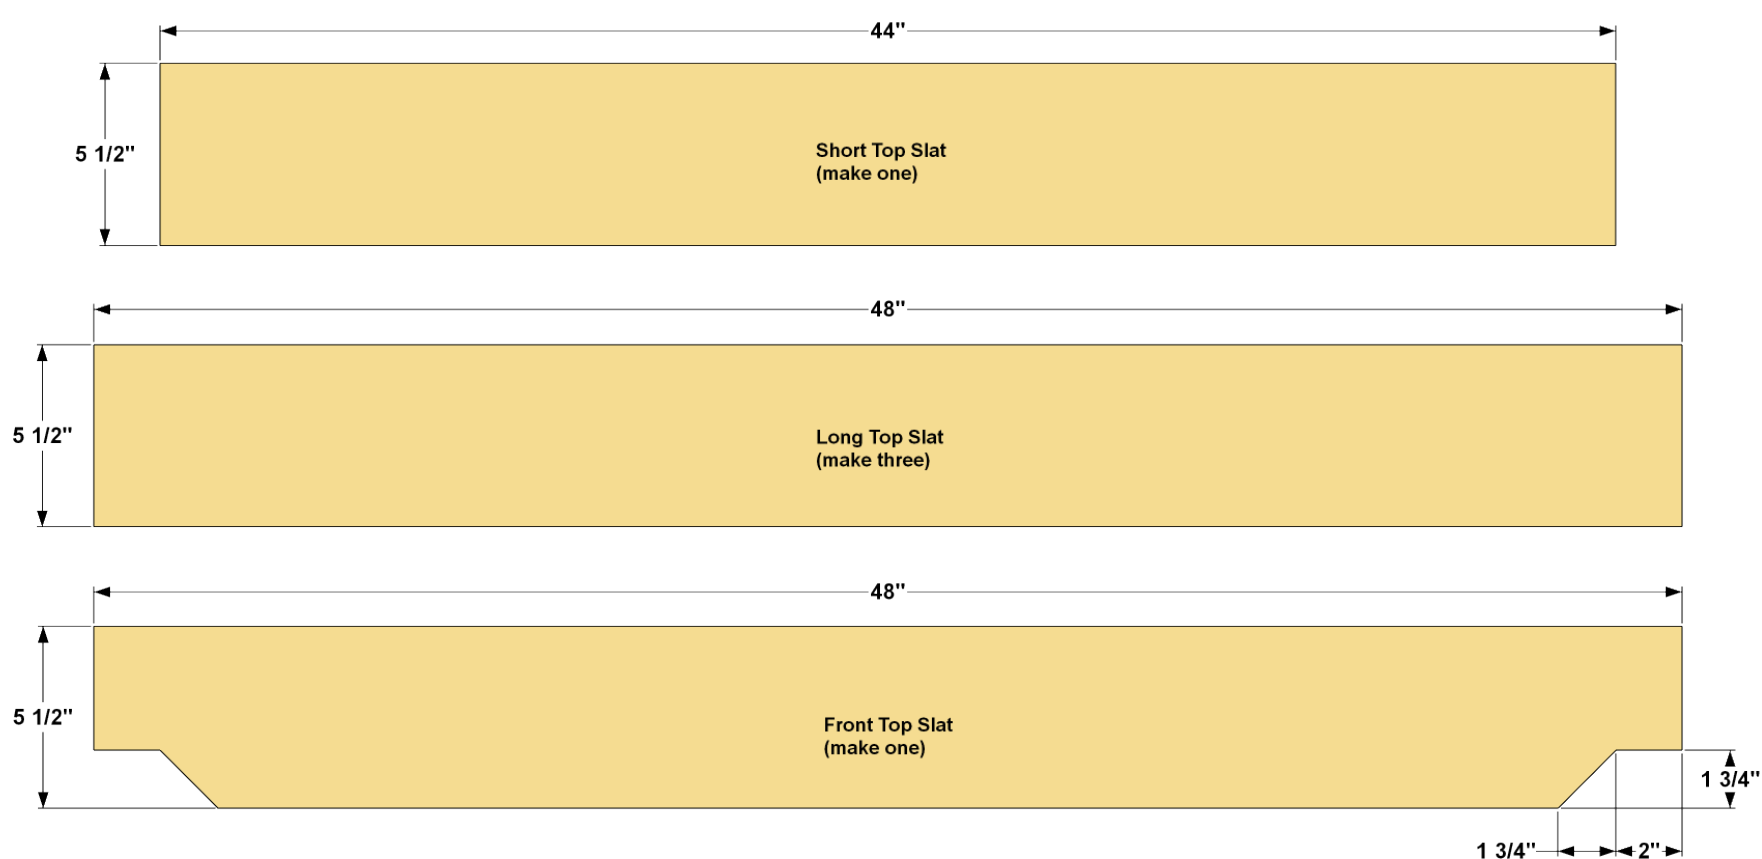 44"
5 1/2"
Short Top Slat
(make one)
48"
5 1/2"
Long Top Slat
(make three)
48"
5 1/2"
Front Top Slat
(make one)
1 3/4"
1 3/4"
2"